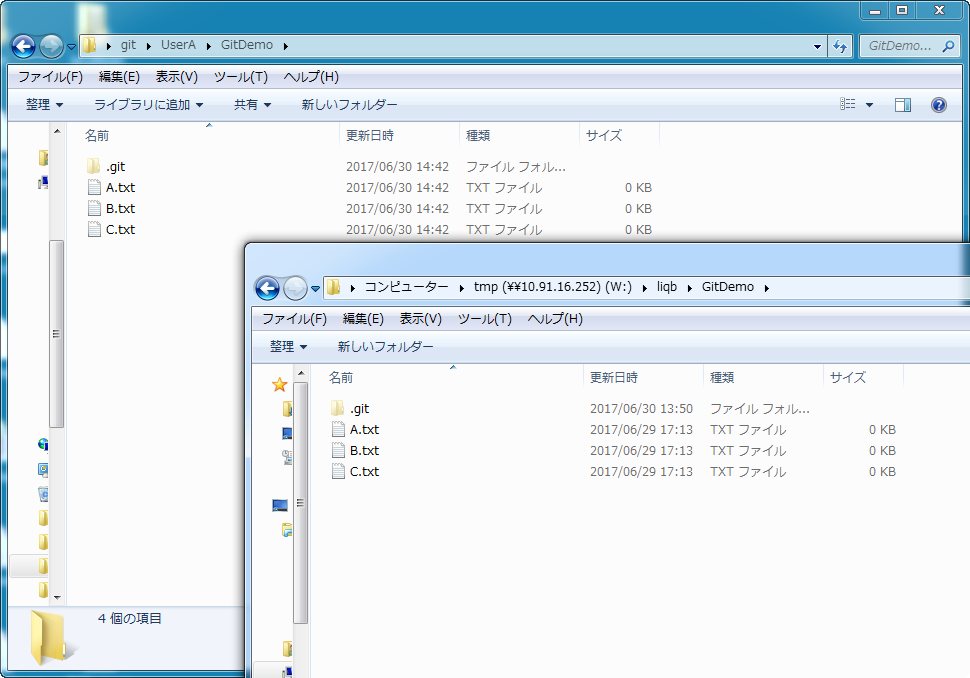 git ▸ UserA ▸ GitDemo ▸
GitDemo...
ファイル(F) 編集(E) 表示(V) ツール(T) ヘルプ(H)
整理 ライブラリに追加 共有 新しいフォルダー
名前 更新日時 種類 サイズ
.git 2017/06/30 14:42 ファイル フォル...
A.txt 2017/06/30 14:42 TXT ファイル 0 KB
B.txt 2017/06/30 14:42 TXT ファイル 0 KB
C.txt 2017/06/30 14:42 TXT ファイル 0 KB
4 個の項目
コンピューター ▸ tmp (¥¥10.91.16.252) (W:) ▸ liqb ▸ GitDemo ▸
ファイル(F) 編集(E) 表示(V) ツール(T) ヘルプ(H)
整理 新しいフォルダー
名前 更新日時 種類 サイズ
.git 2017/06/30 13:50 ファイル フォル...
A.txt 2017/06/29 17:13 TXT ファイル 0 KB
B.txt 2017/06/29 17:13 TXT ファイル 0 KB
C.txt 2017/06/29 17:13 TXT ファイル 0 KB